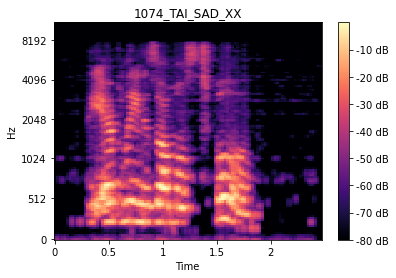 1074_TAI_SAD_XX
8192
4096
2048
1024
512
0
Hz
0
0.5
1
1.5
2
Time
-10 dB
-20 dB
-30 dB
-40 dB
-50 dB
-60 dB
-70 dB
-80 dB